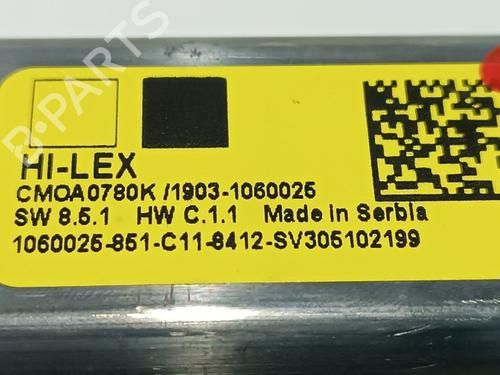 HI-LEX
CMOA0780K /1903-1060025
SW 8.5.1 HW C.1.1 Made in Serbia
1060025-851-C11-8412-SV305102199